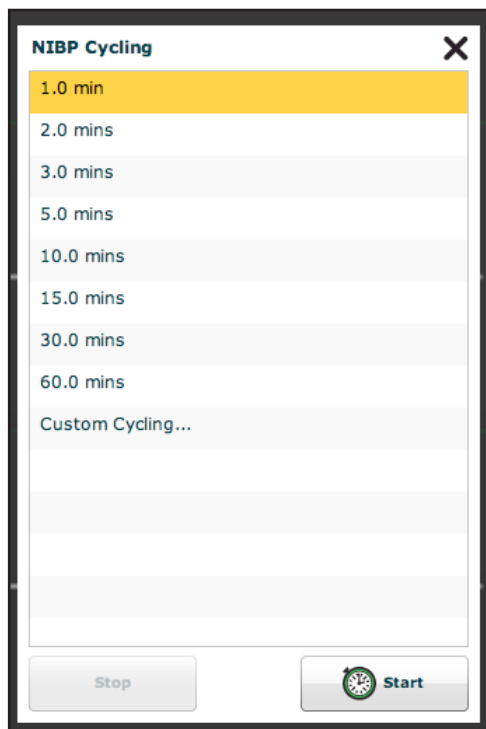 NIBP Cycling
1.0 min
2.0 mins
3.0 mins
5.0 mins
10.0 mins
15.0 mins
30.0 mins
60.0 mins
Custom Cycling...
Stop
Start